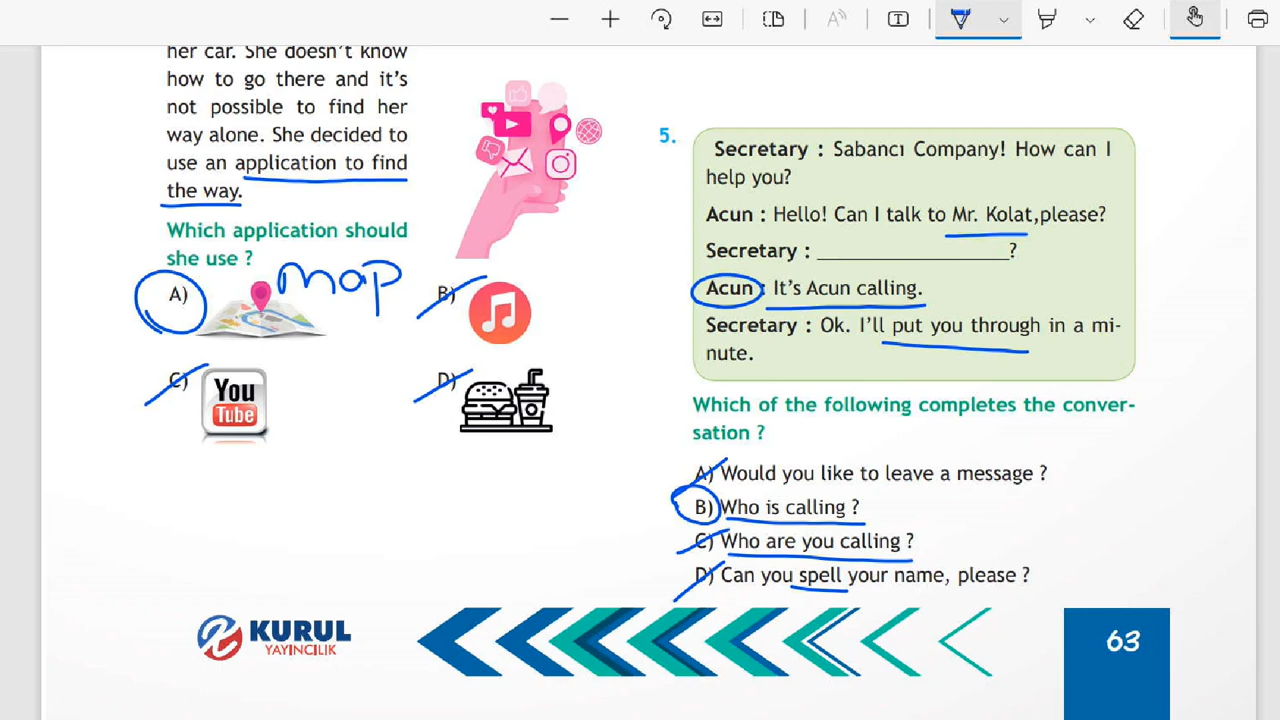 her car. She doesn't know
how to go there and it's
not possible to find her
way alone. She decided to
use an application to find
the way.
Which application should
she use ?
A)
map
B)
C)
You
Tube
D)
5.
Secretary : Sabancı Company! How can I
help you?
Acun : Hello! Can I talk to Mr. Kolat,please?
Secretary : ____________________?
Acun : It's Acun calling.
Secretary : Ok. I'll put you through in a mi-
nute.
Which of the following completes the conver-
sation ?
A) Would you like to leave a message ?
B) Who is calling ?
C) Who are you calling ?
D) Can you spell your name, please ?
KURUL
YAYINCILIK
63